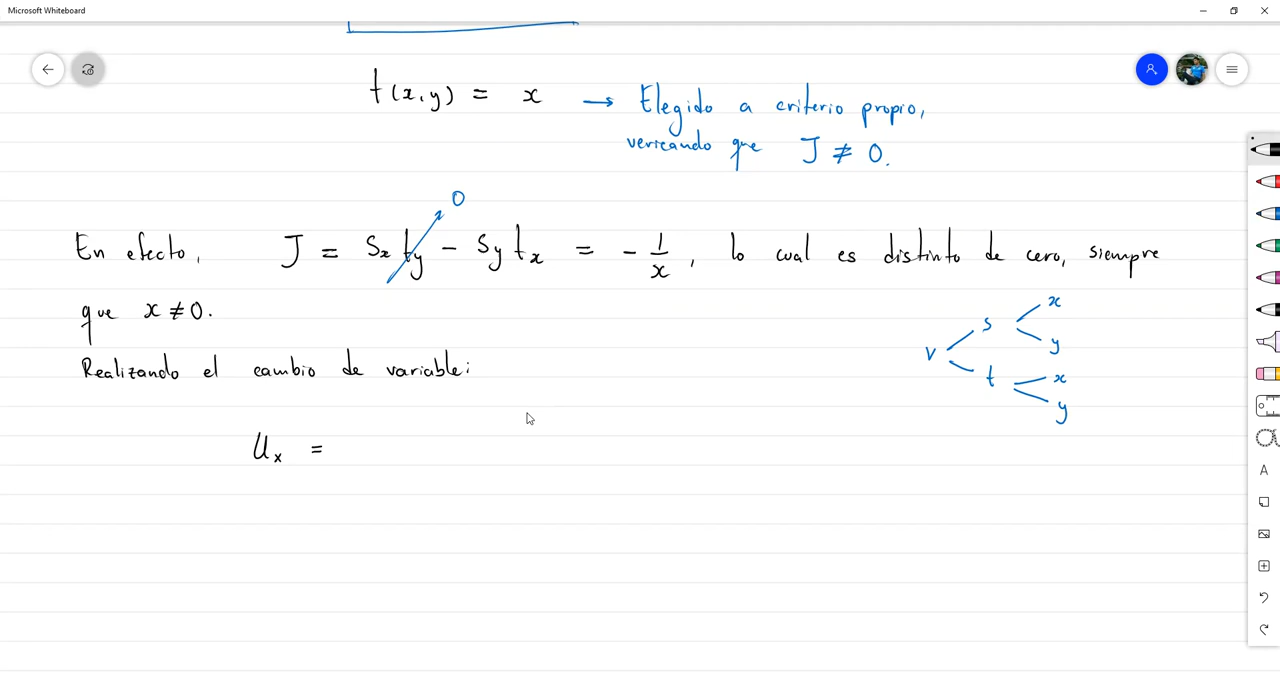 Microsoft Whiteboard
t(x,y) = x → Elegido a criterio propio,
vericando que J ≠ 0.
0
En efecto, J = Sx ty - Sy tx = - 1/x, lo cual es distinto de cero, siempre
que x ≠ 0.
Realizando el cambio de variable:
v s x y t x y
Ux =
A